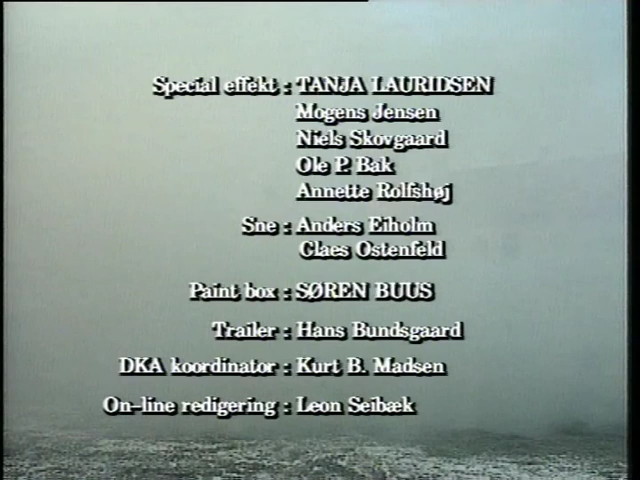 Special effekt : TANJA LAURIDSEN
Mogens Jensen
Niels Skovgaard
Ole P. Bak
Annette Rolfshøj
Sne : Anders Eiholm
Claes Ostenfeld
Paint box : SØREN BUUS
Trailer : Hans Bundsgaard
DKA koordinator : Kurt B. Madsen
On-line redigering : Leon Seibæk